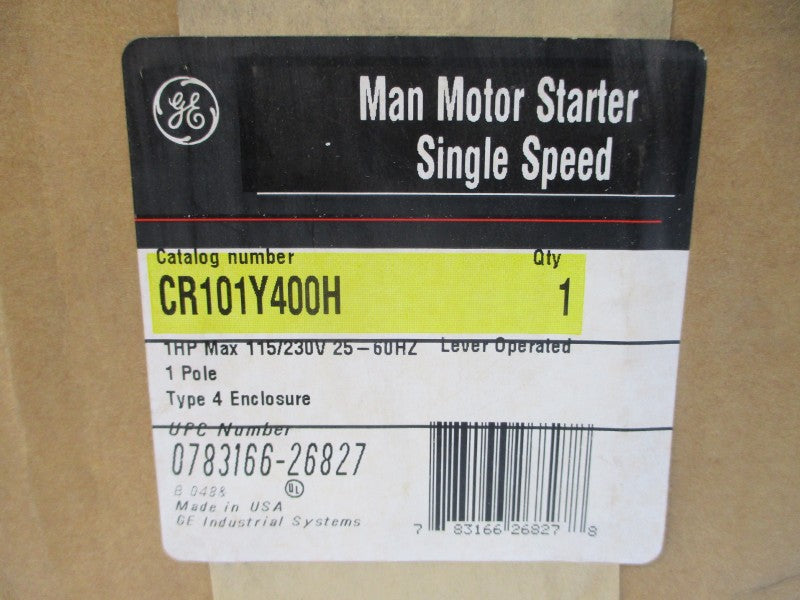 GE
Man Motor Starter
Single Speed
Catalog number Qty
CR101Y400H 1
1HP Max 115/230V 25-60HZ Lever Operated
1 Pole
Type 4 Enclosure
UPC Number
0783166-26827
B 0488 UL
Made in USA
GE Industrial Systems
7 83166 26827 8